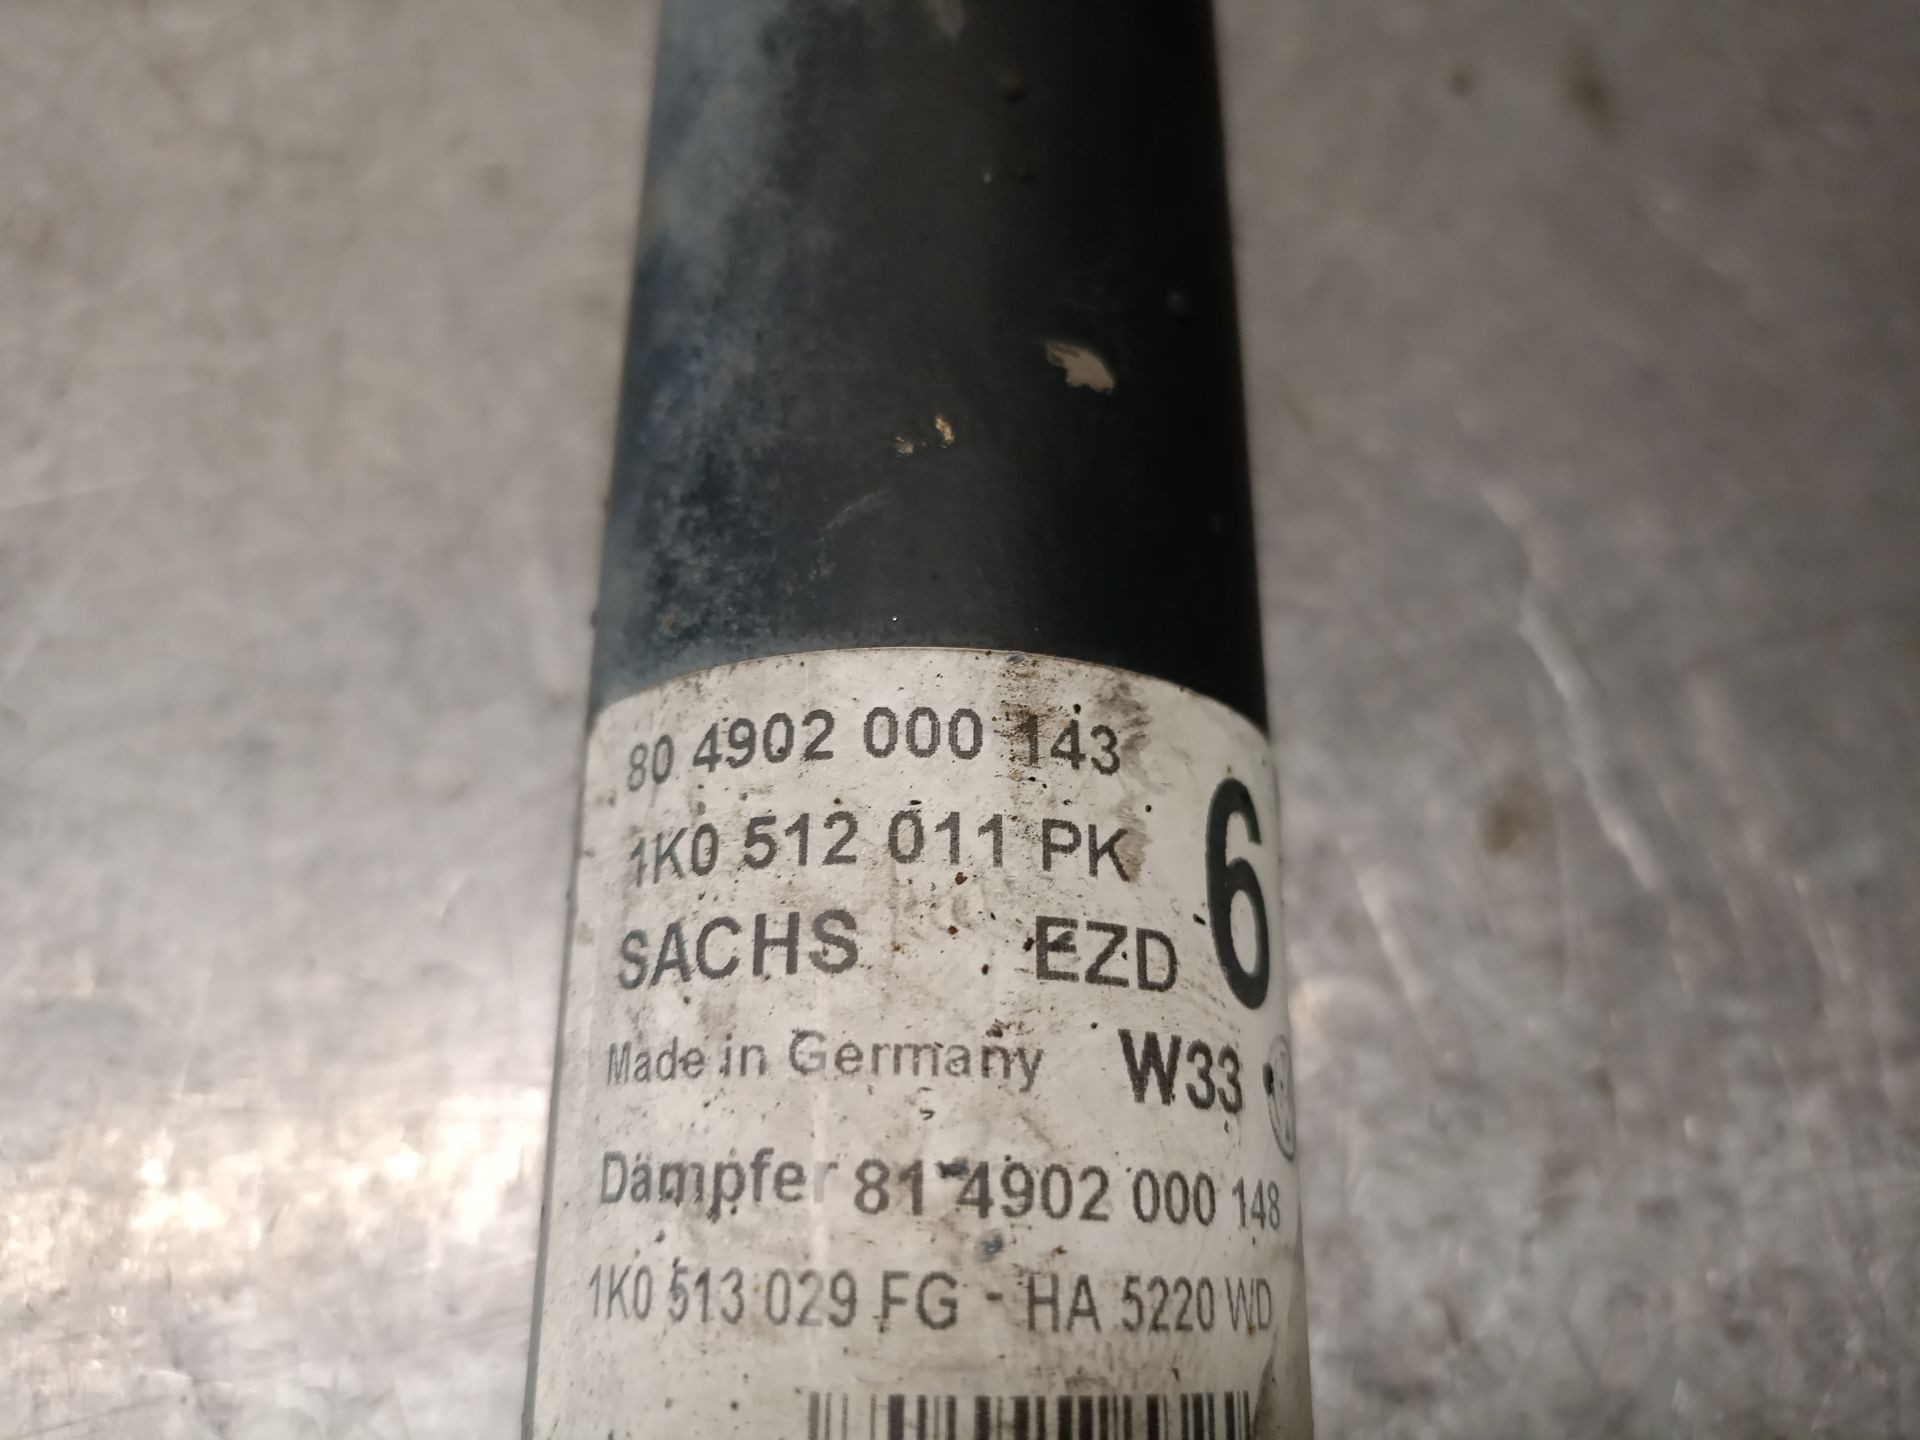 80 4902 000 143
1K0 512 011 PK 6
SACHS EZD
Made in Germany W33
Dämpfer 81 4902 000 148
1K0 513 029 FG - HA 5220 WD